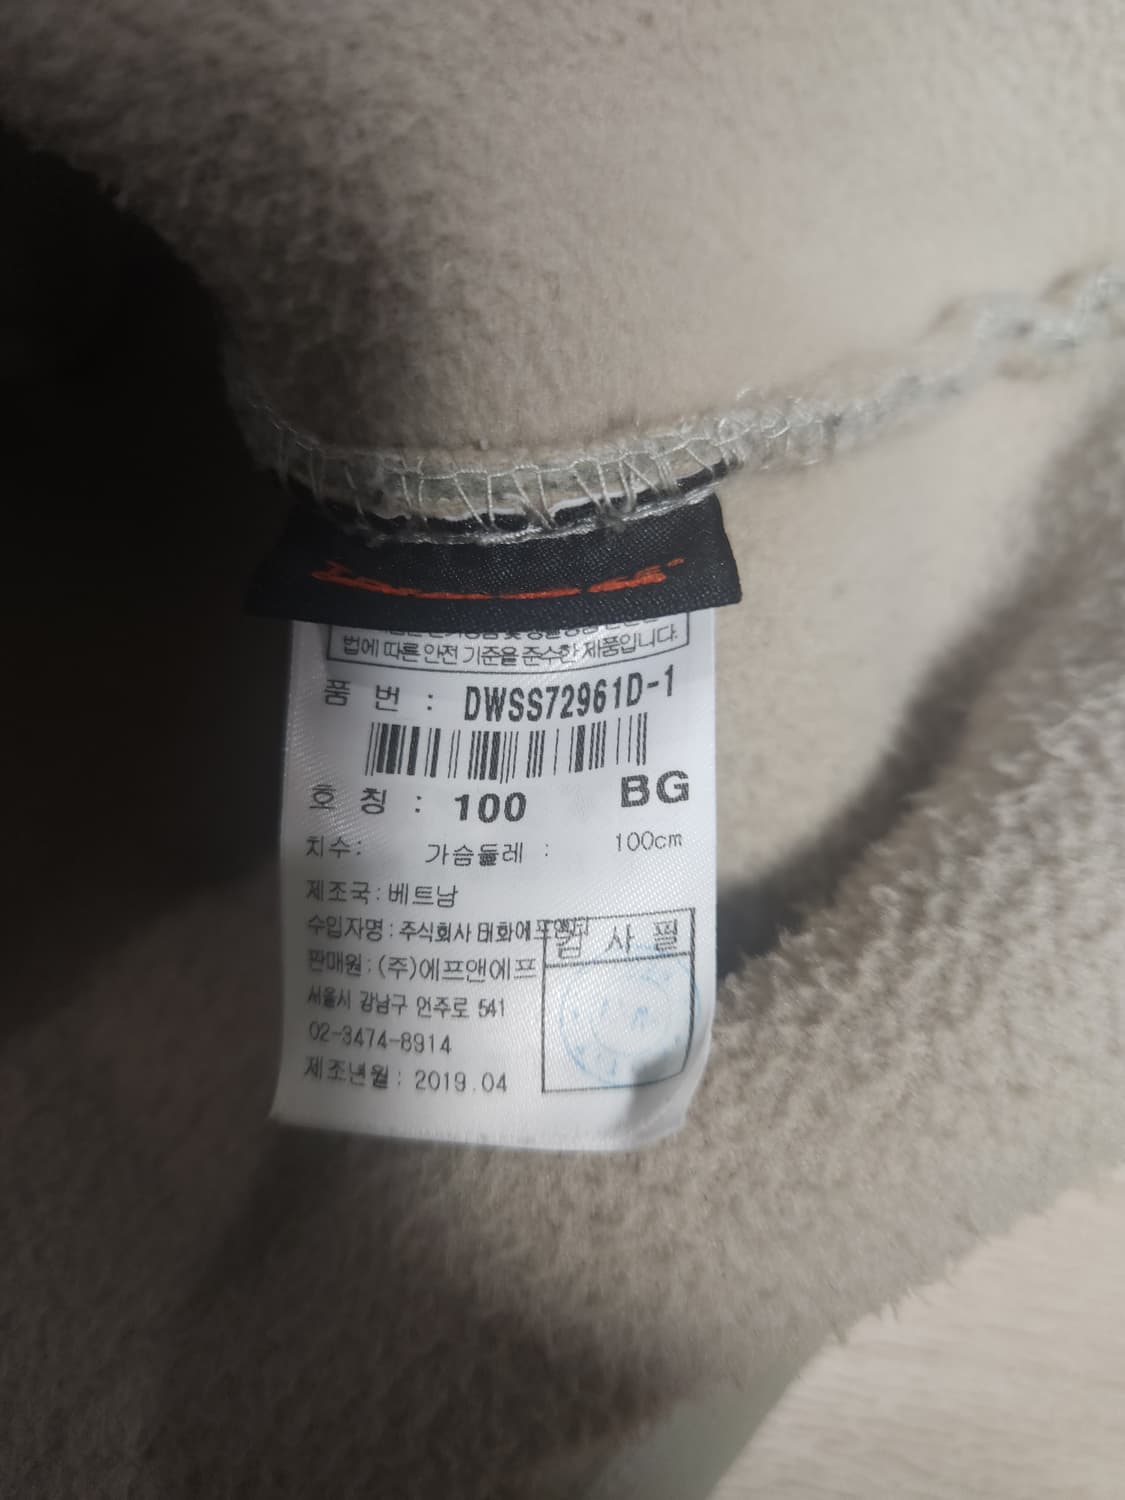 법에 따른 안전 기준을 준수한 제품입니다.
품 번 : DWSS72961D-1
호 칭 : 100 BG
치수: 가슴둘레 : 100cm
제조국 : 베트남
수입자명 : 주식회사 태화에프앤디
검 사 필
판매원 : (주)에프앤에프
서울시 강남구 언주로 541
02-3474-8914
제조년월 : 2019.04